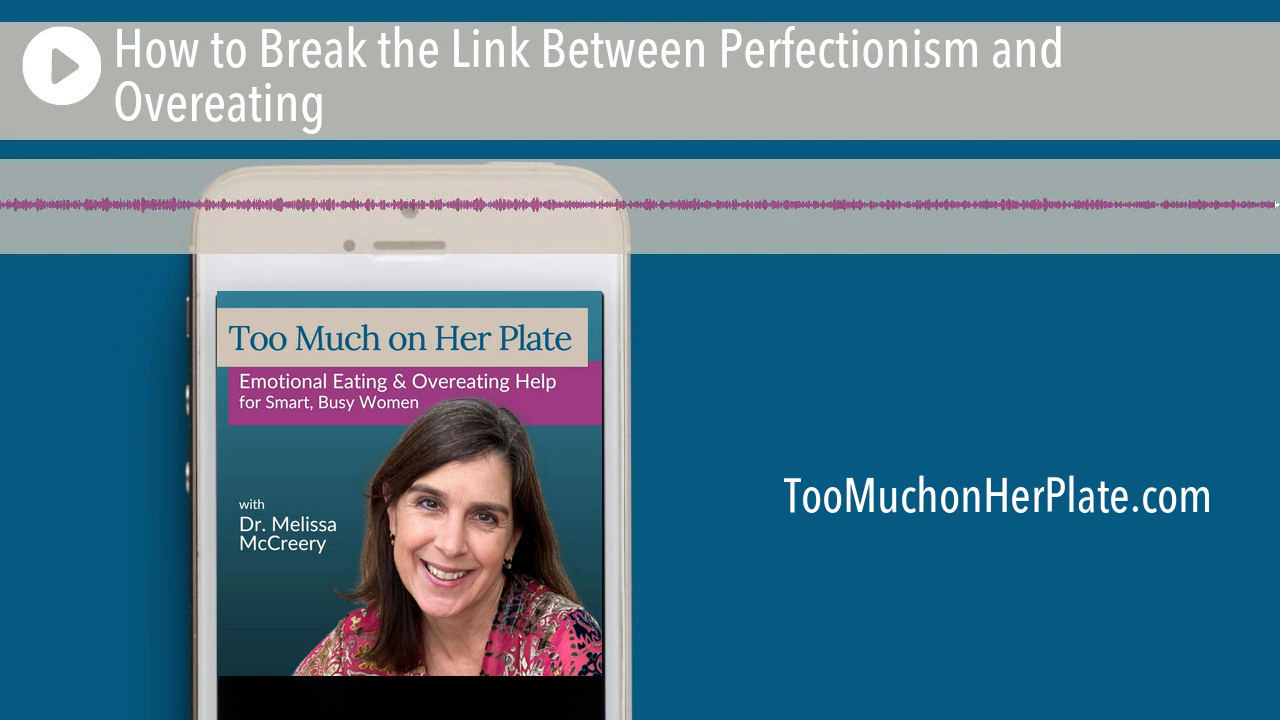 How to Break the Link Between Perfectionism and
Overeating
Too Much on Her Plate
Emotional Eating & Overeating Help
for Smart, Busy Women
with
Dr. Melissa
McCreery
TooMuchonHerPlate.com